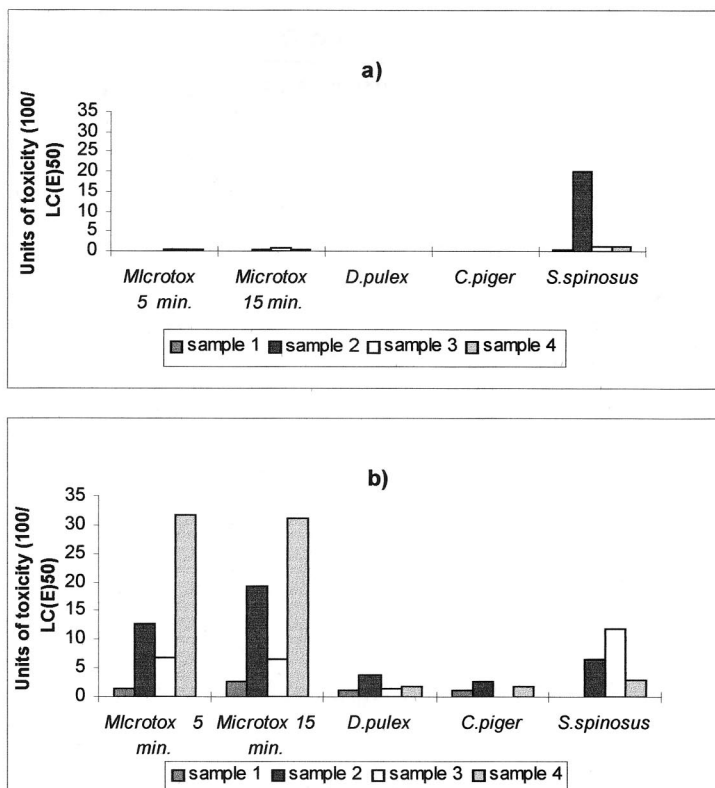 a)
Units of toxicity (100/
LC(E)50)
35
30
25
20
15
10
5
0
MIcrotox Microtox D.pulex C.piger S.spinosus
5 min. 15 min.
sample 1 sample 2 sample 3 sample 4
b)
Units of toxicity (100/
LC(E)50)
35
30
25
20
15
10
5
0
MIcrotox 5 Microtox 15 D.pulex C.piger S.spinosus
min. min.
sample 1 sample 2 sample 3 sample 4